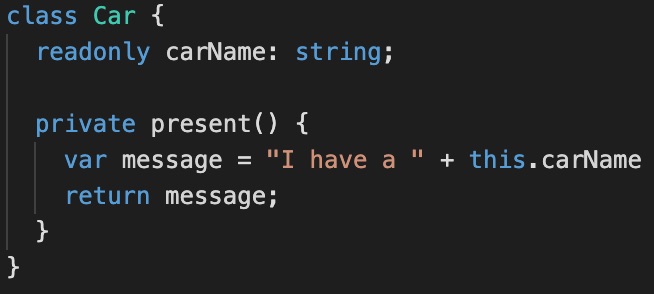 class Car {
  readonly carName: string;

  private present() {
    var message = "I have a " + this.carName
    return message;
  }
}